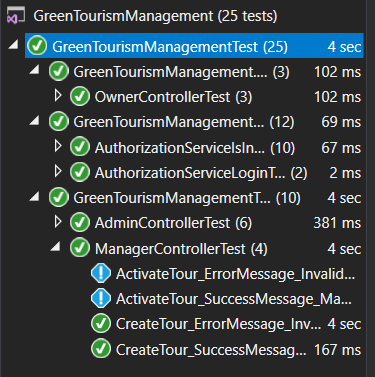 GreenTourismManagement (25 tests)
GreenTourismManagementTest (25) 4 sec
GreenTourismManagement.... (3) 102 ms
OwnerControllerTest (3) 102 ms
GreenTourismManagement... (12) 69 ms
AuthorizationServiceIsIn... (10) 67 ms
AuthorizationServiceLoginT... (2) 2 ms
GreenTourismManagementT... (10) 4 sec
AdminControllerTest (6) 381 ms
ManagerControllerTest (4) 4 sec
ActivateTour_ErrorMessage_Invalid...
ActivateTour_SuccessMessage_Ma...
CreateTour_ErrorMessage_Inv... 4 sec
CreateTour_SuccessMessag... 167 ms